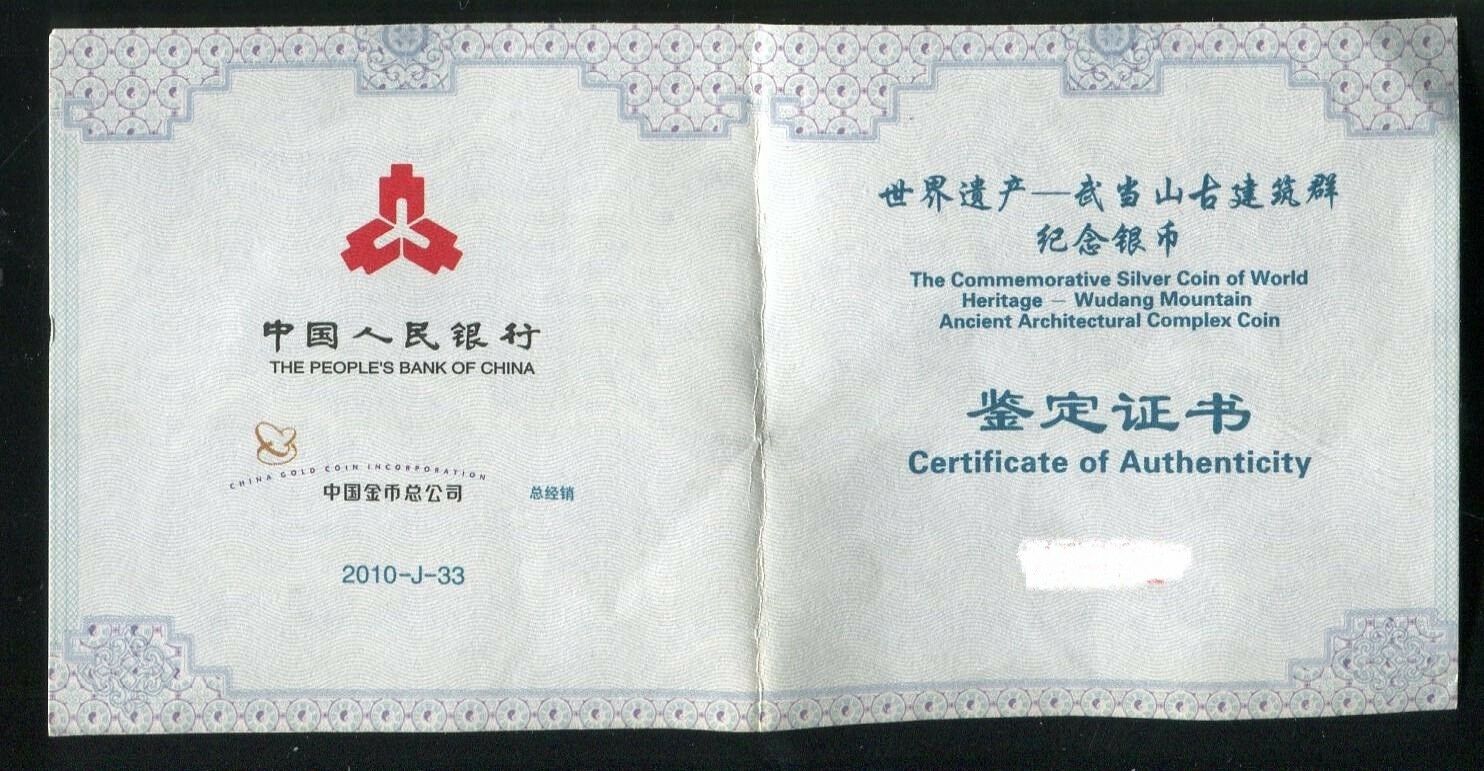 中国人民银行
THE PEOPLE'S BANK OF CHINA
CHINA GOLD COIN INCORPORATION
中国金币总公司 总经销
2010-J-33
世界遗产—武当山古建筑群
纪念银币
The Commemorative Silver Coin of World
Heritage — Wudang Mountain
Ancient Architectural Complex Coin
鉴定证书
Certificate of Authenticity